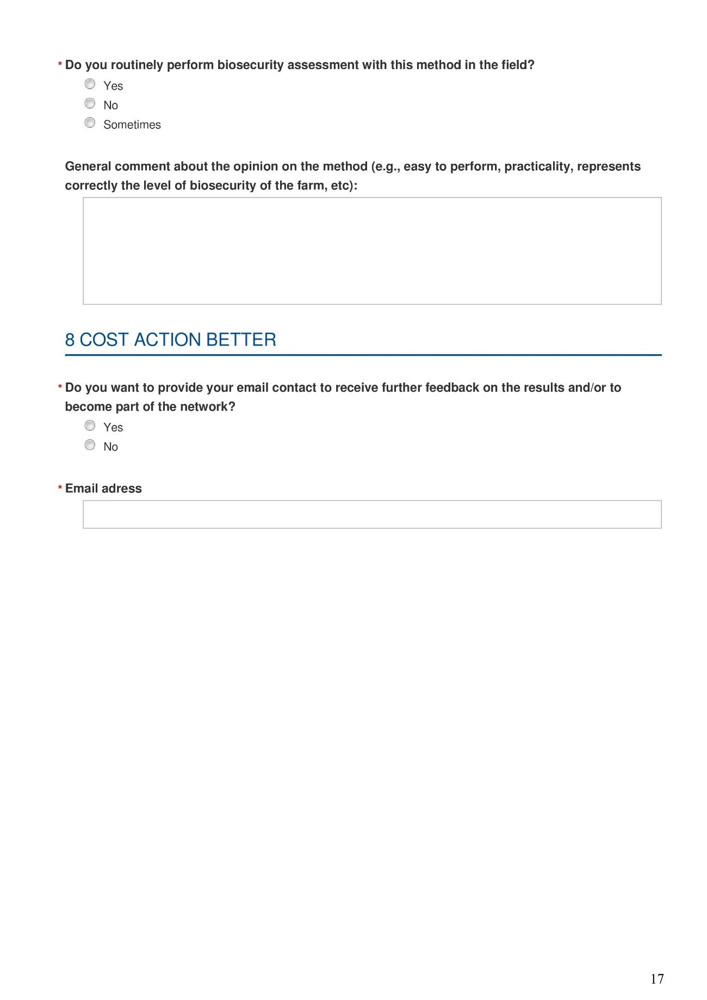 * Do you routinely perform biosecurity assessment with this method in the field?
Yes
No
Sometimes
General comment about the opinion on the method (e.g., easy to perform, practicality, represents
correctly the level of biosecurity of the farm, etc):
8 COST ACTION BETTER
* Do you want to provide your email contact to receive further feedback on the results and/or to
become part of the network?
Yes
No
* Email adress
17